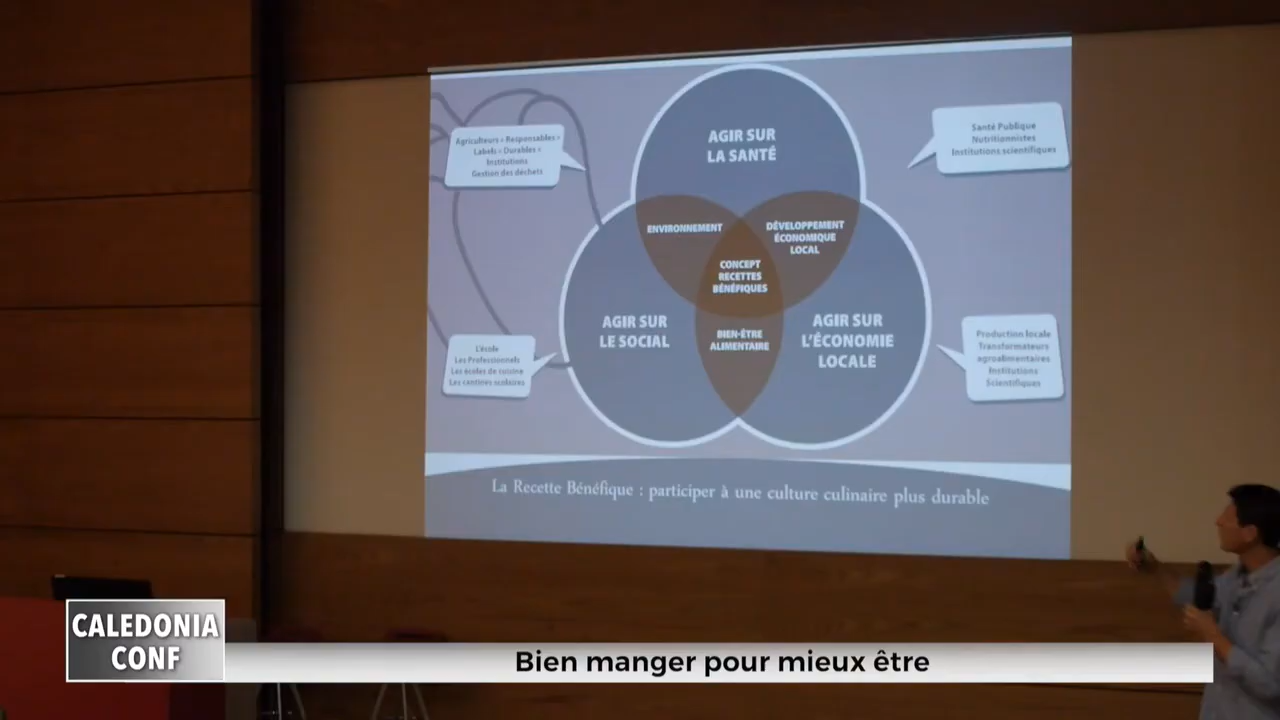 AGIR SUR
LA SANTÉ
Agriculteurs « Responsables »
Labels « Durables »
Institutions
Gestion des déchets
Santé Publique
Nutritionnistes
Institutions scientifiques
ENVIRONNEMENT
DÉVELOPPEMENT
ÉCONOMIQUE
LOCAL
CONCEPT
RECETTES
BÉNÉFIQUES
AGIR SUR
LE SOCIAL
BIEN-ÊTRE
ALIMENTAIRE
AGIR SUR
L'ÉCONOMIE
LOCALE
L'école
Les Professionnels
Les écoles de cuisine
Les cantines scolaires
Production locale
Transformateurs
agroalimentaires
Institutions
Scientifiques
La Recette Bénéfique : participer à une culture culinaire plus durable
CALEDONIA
CONF
Bien manger pour mieux être